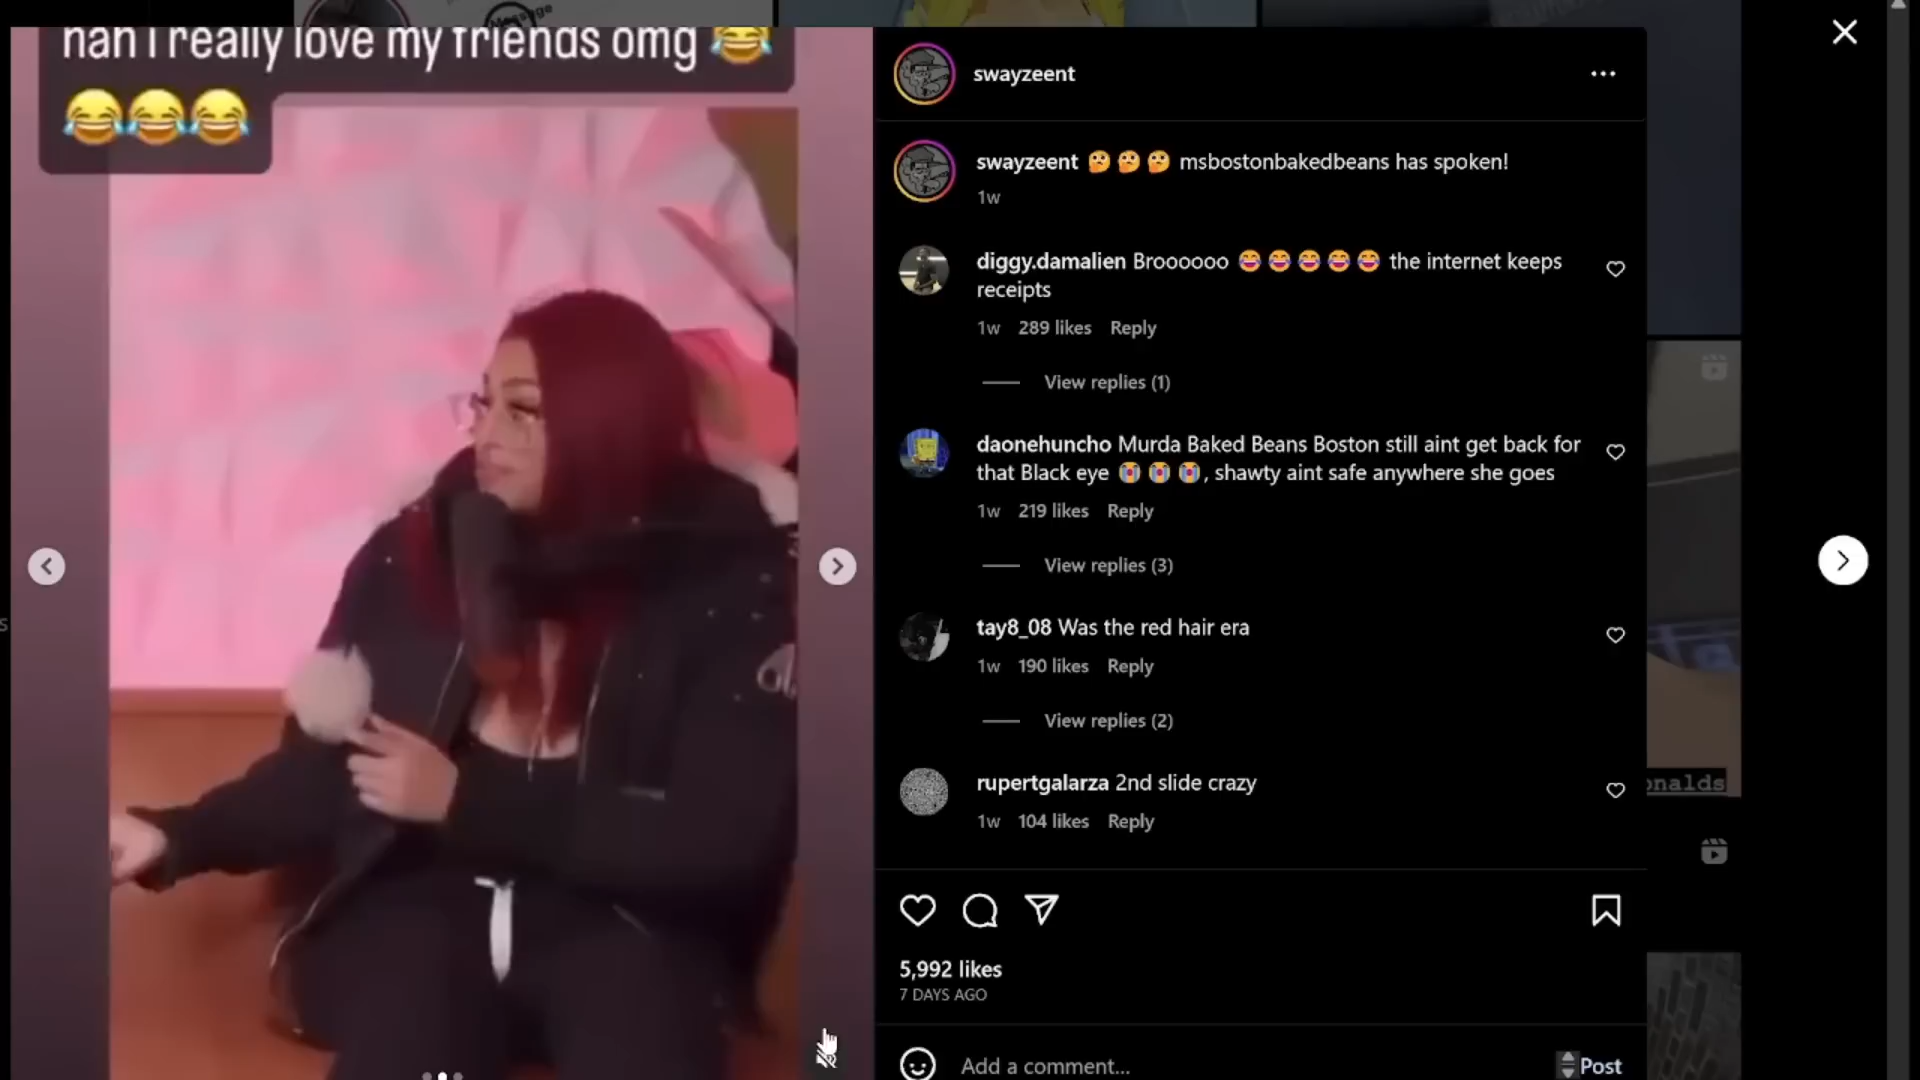 Message
nah i really love my friends omg 😂
😂😂😂
swayzeent
swayzeent 🤔🤔🤔 msbostonbakedbeans has spoken!
1w
diggy.damalien Broooooo 😂😂😂😂😂 the internet keeps
receipts
1w 289 likes Reply
View replies (1)
daonehuncho Murda Baked Beans Boston still aint get back for
that Black eye 😭😭😭, shawty aint safe anywhere she goes
1w 219 likes Reply
View replies (3)
tay8_08 Was the red hair era
1w 190 likes Reply
View replies (2)
rupertgalarza 2nd slide crazy
1w 104 likes Reply
5,992 likes
7 DAYS AGO
Add a comment...
Post
onalds
s